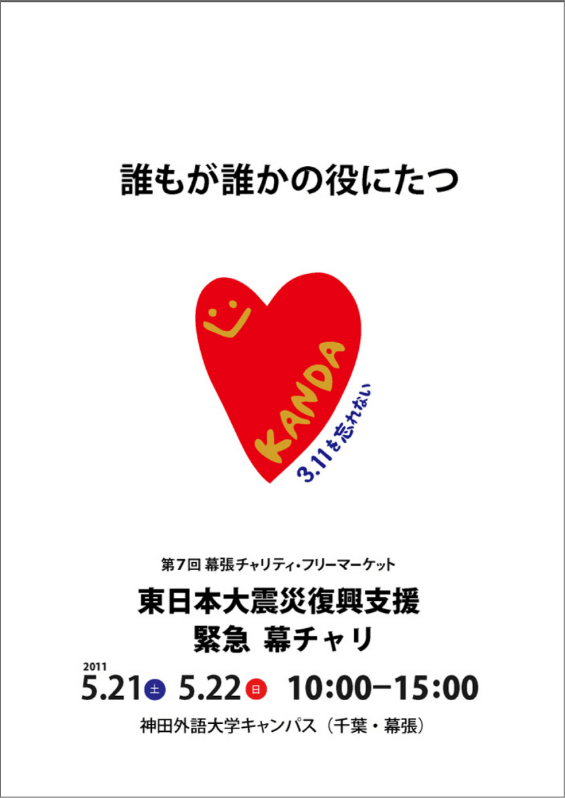 誰もが誰かの役にたつ
KANDA
3.11を忘れない
第7回 幕張チャリティ・フリーマーケット
東日本大震災復興支援
緊急 幕チャリ
2011
5.21土 5.22日 10:00−15:00
神田外語大学キャンパス（千葉・幕張）